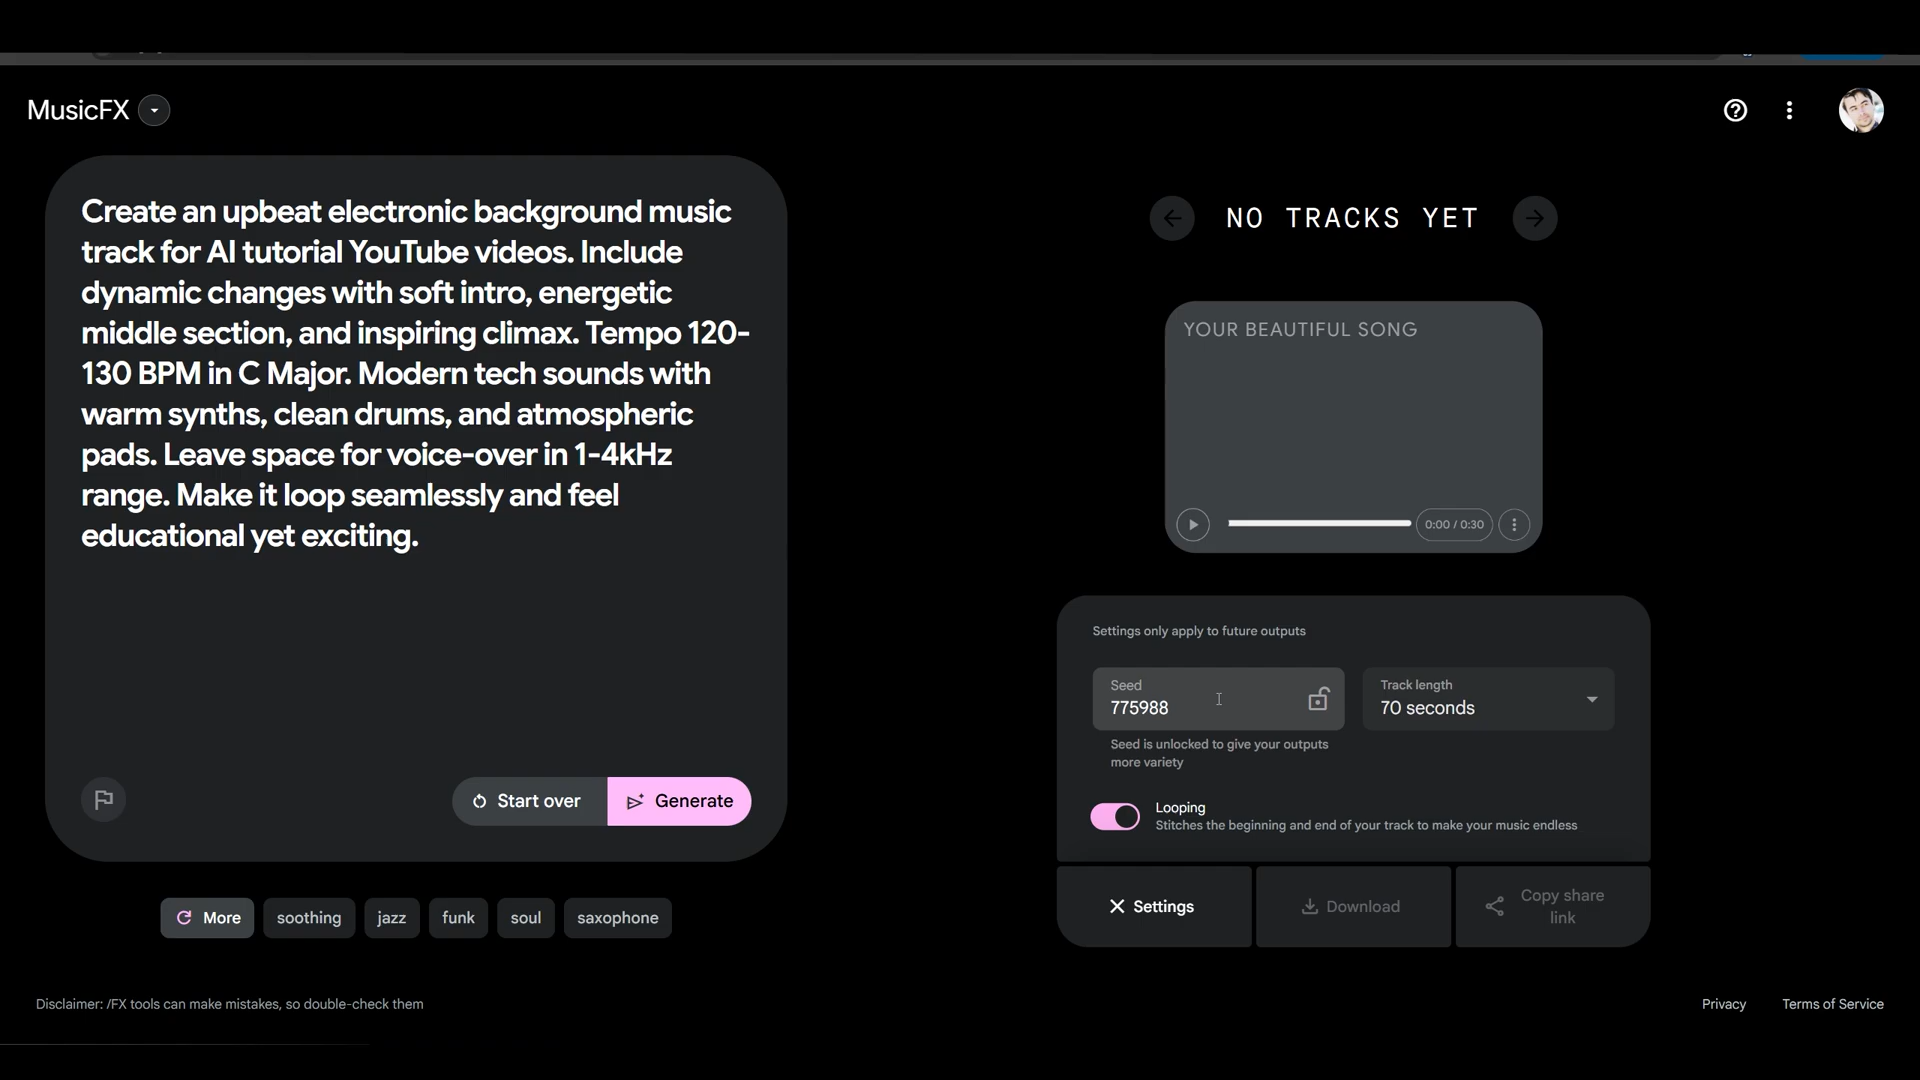 MusicFX
Create an upbeat electronic background music
track for AI tutorial YouTube videos. Include
dynamic changes with soft intro, energetic
middle section, and inspiring climax. Tempo 120-
130 BPM in C Major. Modern tech sounds with
warm synths, clean drums, and atmospheric
pads. Leave space for voice-over in 1-4kHz
range. Make it loop seamlessly and feel
educational yet exciting.
Start over
Generate
More
soothing
jazz
funk
soul
saxophone
NO TRACKS YET
YOUR BEAUTIFUL SONG
0:00 / 0:30
Settings only apply to future outputs
Seed
775988
Seed is unlocked to give your outputs
more variety
Track length
70 seconds
Looping
Stitches the beginning and end of your track to make your music endless
Settings
Download
Copy share
link
Disclaimer: /FX tools can make mistakes, so double-check them
Privacy
Terms of Service